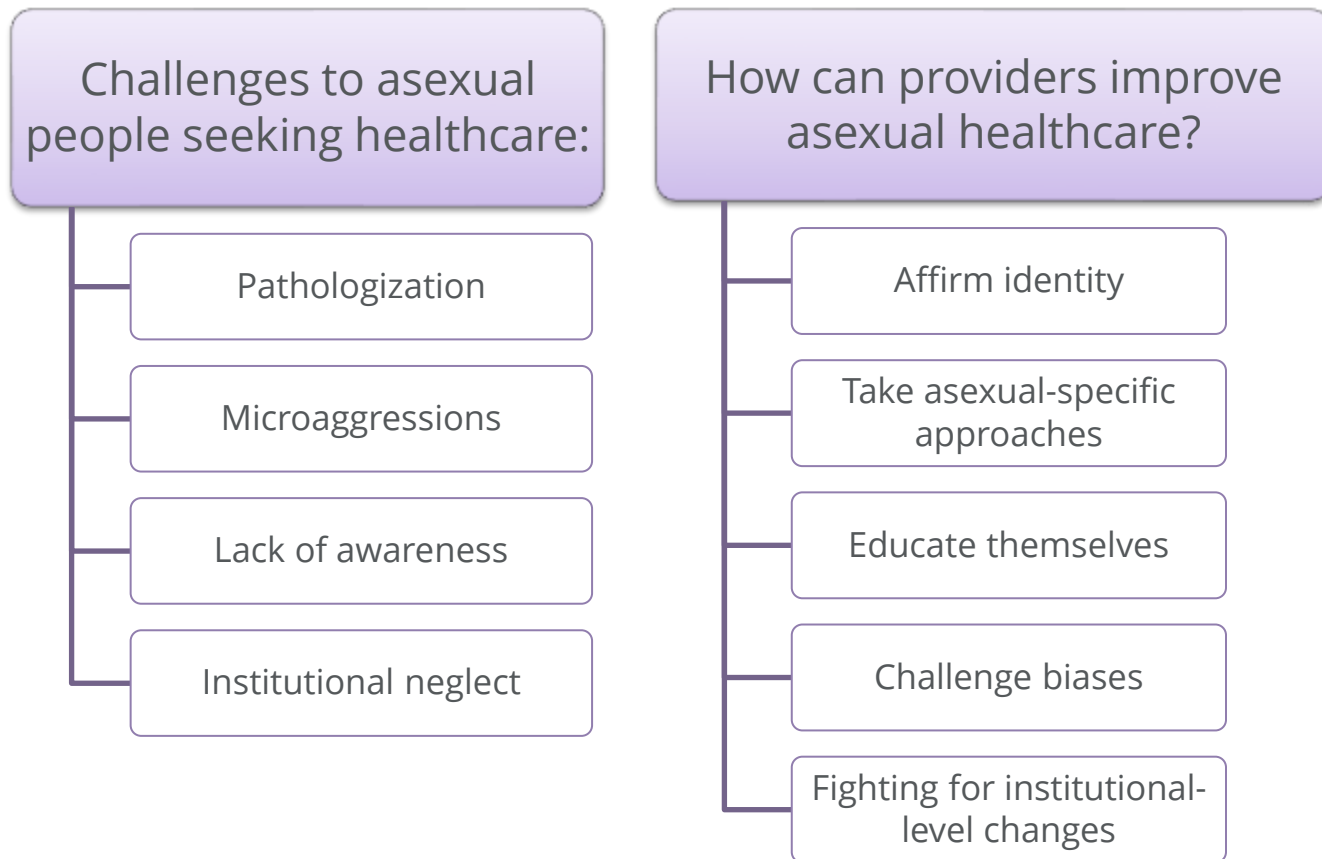 Challenges to asexual
people seeking healthcare:
Pathologization
Microaggressions
Lack of awareness
Institutional neglect
How can providers improve
asexual healthcare?
Affirm identity
Take asexual-specific
approaches
Educate themselves
Challenge biases
Fighting for institutional-
level changes